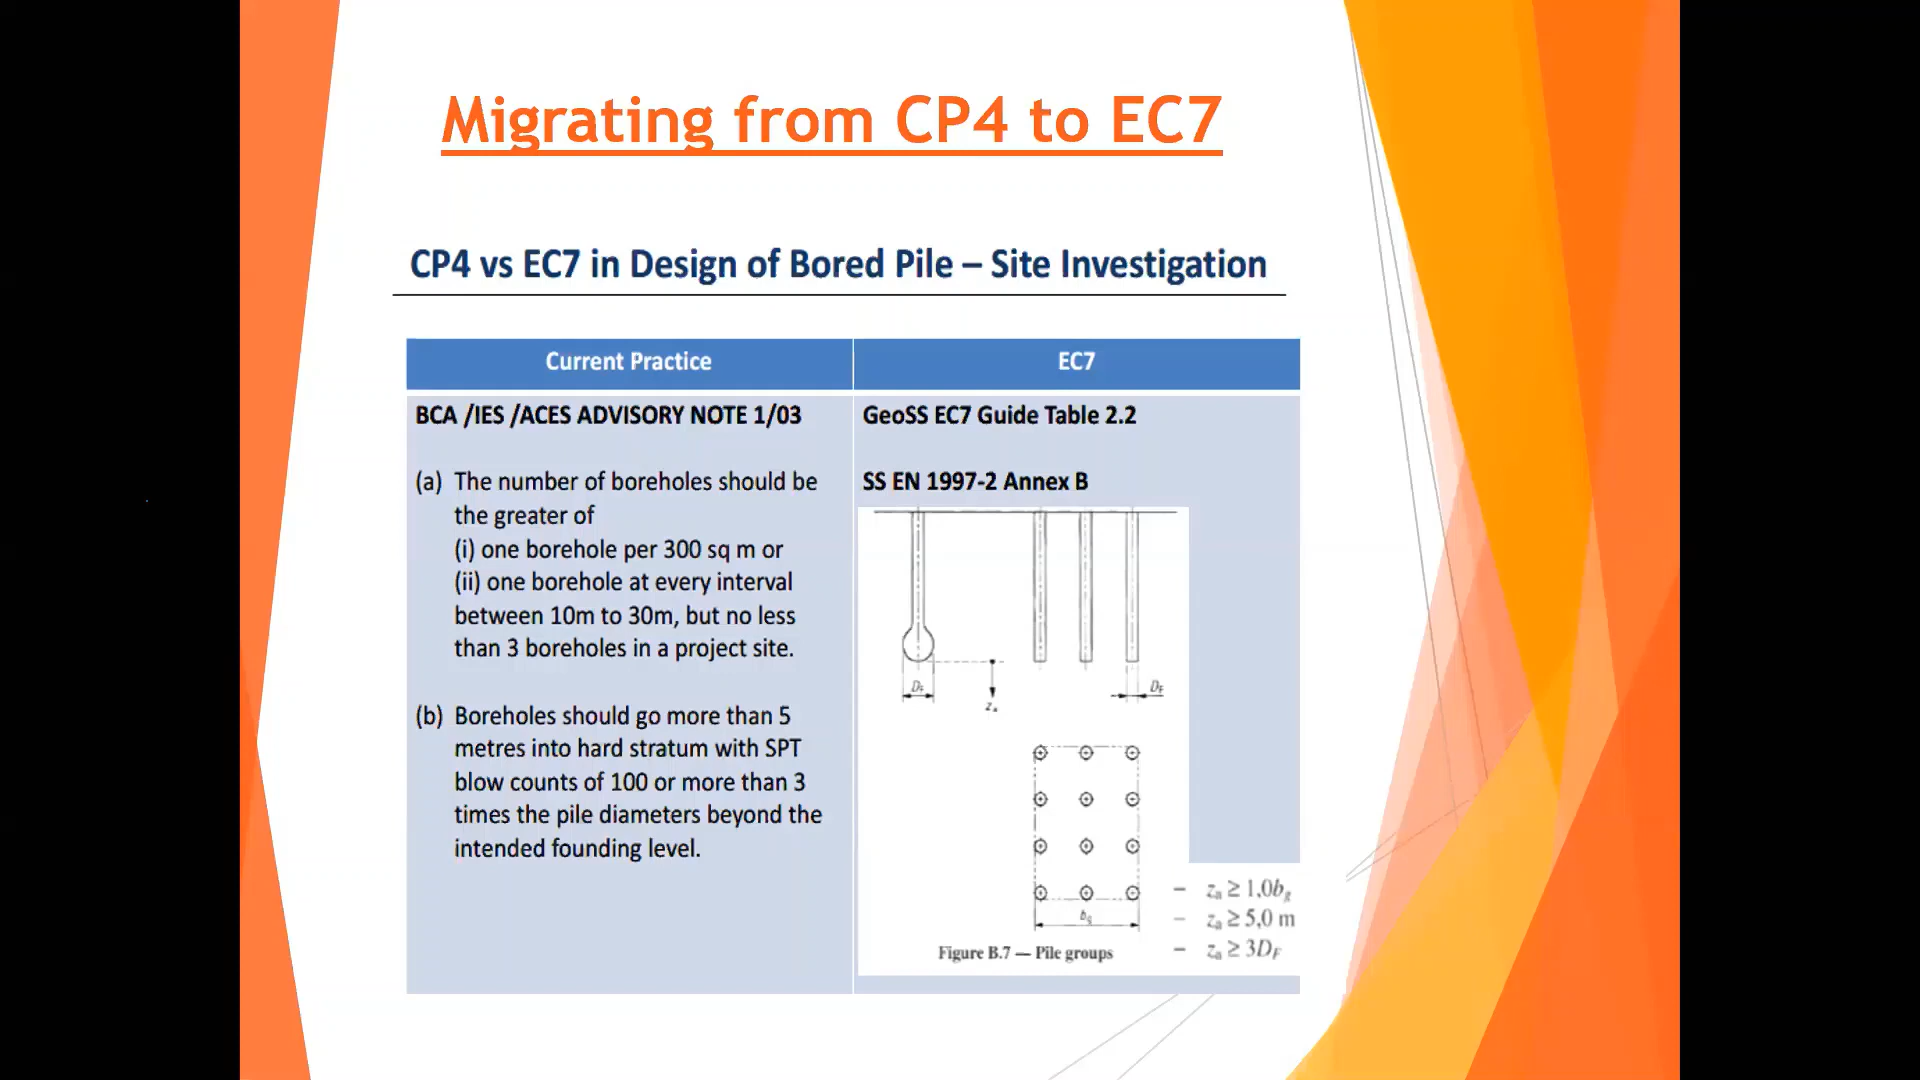 Migrating from CP4 to EC7
CP4 vs EC7 in Design of Bored Pile – Site Investigation
Current Practice
EC7
BCA /IES /ACES ADVISORY NOTE 1/03
(a) The number of boreholes should be
the greater of
(i) one borehole per 300 sq m or
(ii) one borehole at every interval
between 10m to 30m, but no less
than 3 boreholes in a project site.
(b) Boreholes should go more than 5
metres into hard stratum with SPT
blow counts of 100 or more than 3
times the pile diameters beyond the
intended founding level.
GeoSS EC7 Guide Table 2.2
SS EN 1997-2 Annex B
D_F
z_a
D_F
b_g
Figure B.7 — Pile groups
– z_a ≥ 1,0b_g
– z_a ≥ 5,0 m
– z_a ≥ 3D_F